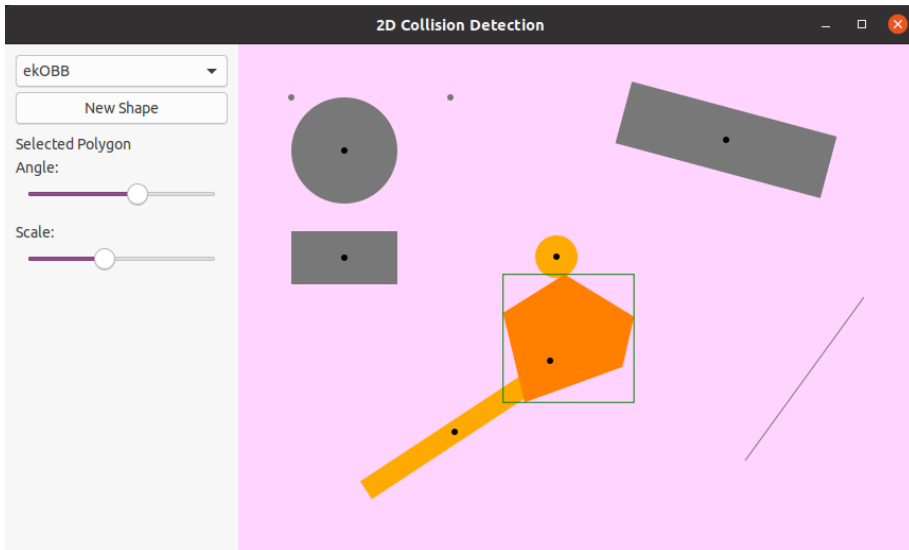 2D Collision Detection
ekOBB
New Shape
Selected Polygon
Angle:
Scale: